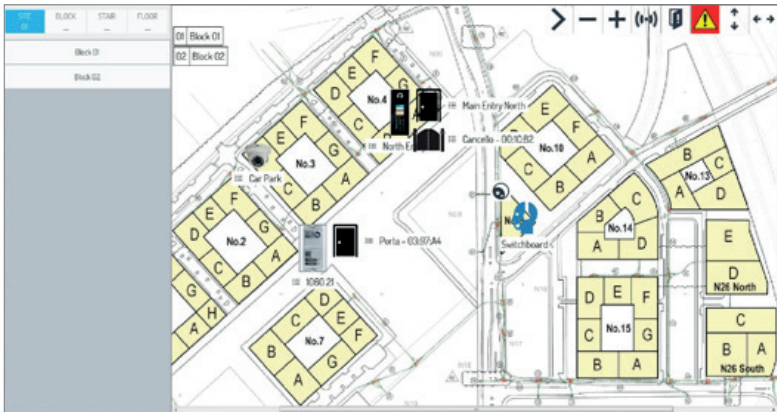 SITE BLOCK STAIR FLOOR
01 -- -- --
Block 01
Block 02
01 Block 01
02 Block 02
F
E
G
D
No.4
A
Main Entry North
North En
Cancello - 00:10:B2
E
F
D
No.3
G
C
B
A
Car Park
F
E
G
D
No.2
A
C
B
G
H
A
Porta - 03:97:A4
1060.21
D
C
E
No.7
F
B
G
A
E
F
D
G
No.10
C
A
B
Switchboard
B
C
No.13
A
D
B
C
No.14
A
D
E
D
N26 North
D
E
F
C
No.15
G
B
A
C
B
A
N26 South